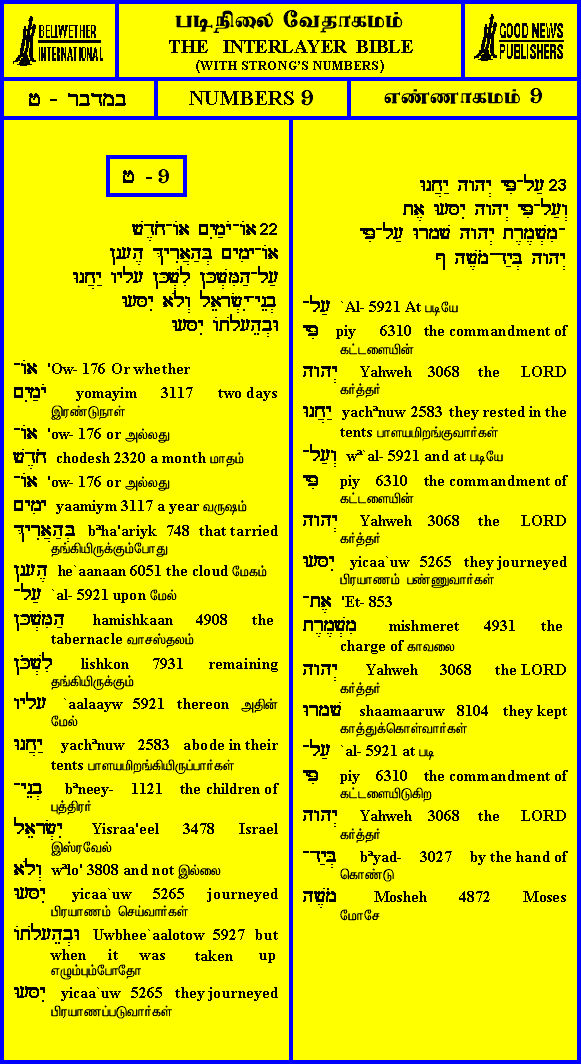 BELLWETHER
INTERNATIONAL
படிநிலை வேதாகமம்
THE INTERLAYER BIBLE
(WITH STRONG'S NUMBERS)
GOOD NEWS
PUBLISHERS
במדבר - ט
NUMBERS 9
எண்ணாகமம் 9
ט - 9
22 אוֹ־יֹמַיִם אוֹ־חֹדֶשׁ
אוֹ־יָמִים בְּהַאֲרִיךְ הֶעָנָן
עַל־הַמִּשְׁכָּן לִשְׁכֹּן עָלָיו יַחֲנוּ
בְנֵי־יִשְׂרָאֵל וְלֹא יִסָּעוּ
וּבְהֵעָלֹתוֹ יִסָּעוּ
אוֹ־ 'Ow- 176 Or whether
יֹמַיִם yomayim 3117 two days
இரண்டுநாள்
אוֹ־ 'ow- 176 or அல்லது
חֹדֶשׁ chodesh 2320 a month மாதம்
אוֹ־ 'ow- 176 or அல்லது
יָמִים yaamiym 3117 a year வருஷம்
בְּהַאֲרִיךְ bªha'ariyk 748 that tarried
தங்கியிருக்கும்போது
הֶעָנָן he`aanaan 6051 the cloud மேகம்
עַל־ `al- 5921 upon மேல்
הַמִּשְׁכָּן hamishkaan 4908 the
tabernacle வாசஸ்தலம்
לִשְׁכֹּן lishkon 7931 remaining
தங்கியிருக்கும்
עָלָיו `aalaayw 5921 thereon அதின்
மேல்
יַחֲנוּ yachªnuw 2583 abode in their
tents பாளயமிறங்கியிருப்பார்கள்
בְנֵי־ bªneey- 1121 the children of
புத்திரர்
יִשְׂרָאֵל Yisraa'eel 3478 Israel
இஸ்ரவேல்
וְלֹא wªlo' 3808 and not இல்லை
יִסָּעוּ yicaa`uw 5265 journeyed
பிரயாணம் செய்வார்கள்
וּבְהֵעָלֹתוֹ Uwbhee`aalotow 5927 but
when it was taken up
எழும்பும்போதோ
יִסָּעוּ yicaa`uw 5265 they journeyed
பிரயாணப்படுவார்கள்
23 עַל־פִּי יְהוָה יַחֲנוּ
וְעַל־פִּי יְהוָה יִסָּעוּ אֶת
־מִשְׁמֶרֶת יְהוָה שָׁמָרוּ עַל־פִּי
יְהוָה בְּיַד־מֹשֶׁה ף
עַל־ `Al- 5921 At படியே
פִּי piy 6310 the commandment of
கட்டளையின்
יְהוָה Yahweh 3068 the LORD
கர்த்தர்
יַחֲנוּ yachªnuw 2583 they rested in the
tents பாளயமிறங்குவார்கள்
וְעַל־ wª`al- 5921 and at படியே
פִּי piy 6310 the commandment of
கட்டளையின்
יְהוָה Yahweh 3068 the LORD
கர்த்தர்
יִסָּעוּ yicaa`uw 5265 they journeyed
பிரயாணம் பண்ணுவார்கள்
אֶת־ 'Et- 853
מִשְׁמֶרֶת mishmeret 4931 the
charge of காவலை
יְהוָה Yahweh 3068 the LORD
கர்த்தர்
שָׁמָרוּ shaamaaruw 8104 they kept
காத்துக்கொள்வார்கள்
עַל־ `al- 5921 at படி
פִּי piy 6310 the commandment of
கட்டளையிடுகிற
יְהוָה Yahweh 3068 the LORD
கர்த்தர்
בְּיַד־ bªyad- 3027 by the hand of
கொண்டு
מֹשֶׁה Mosheh 4872 Moses
மோசே